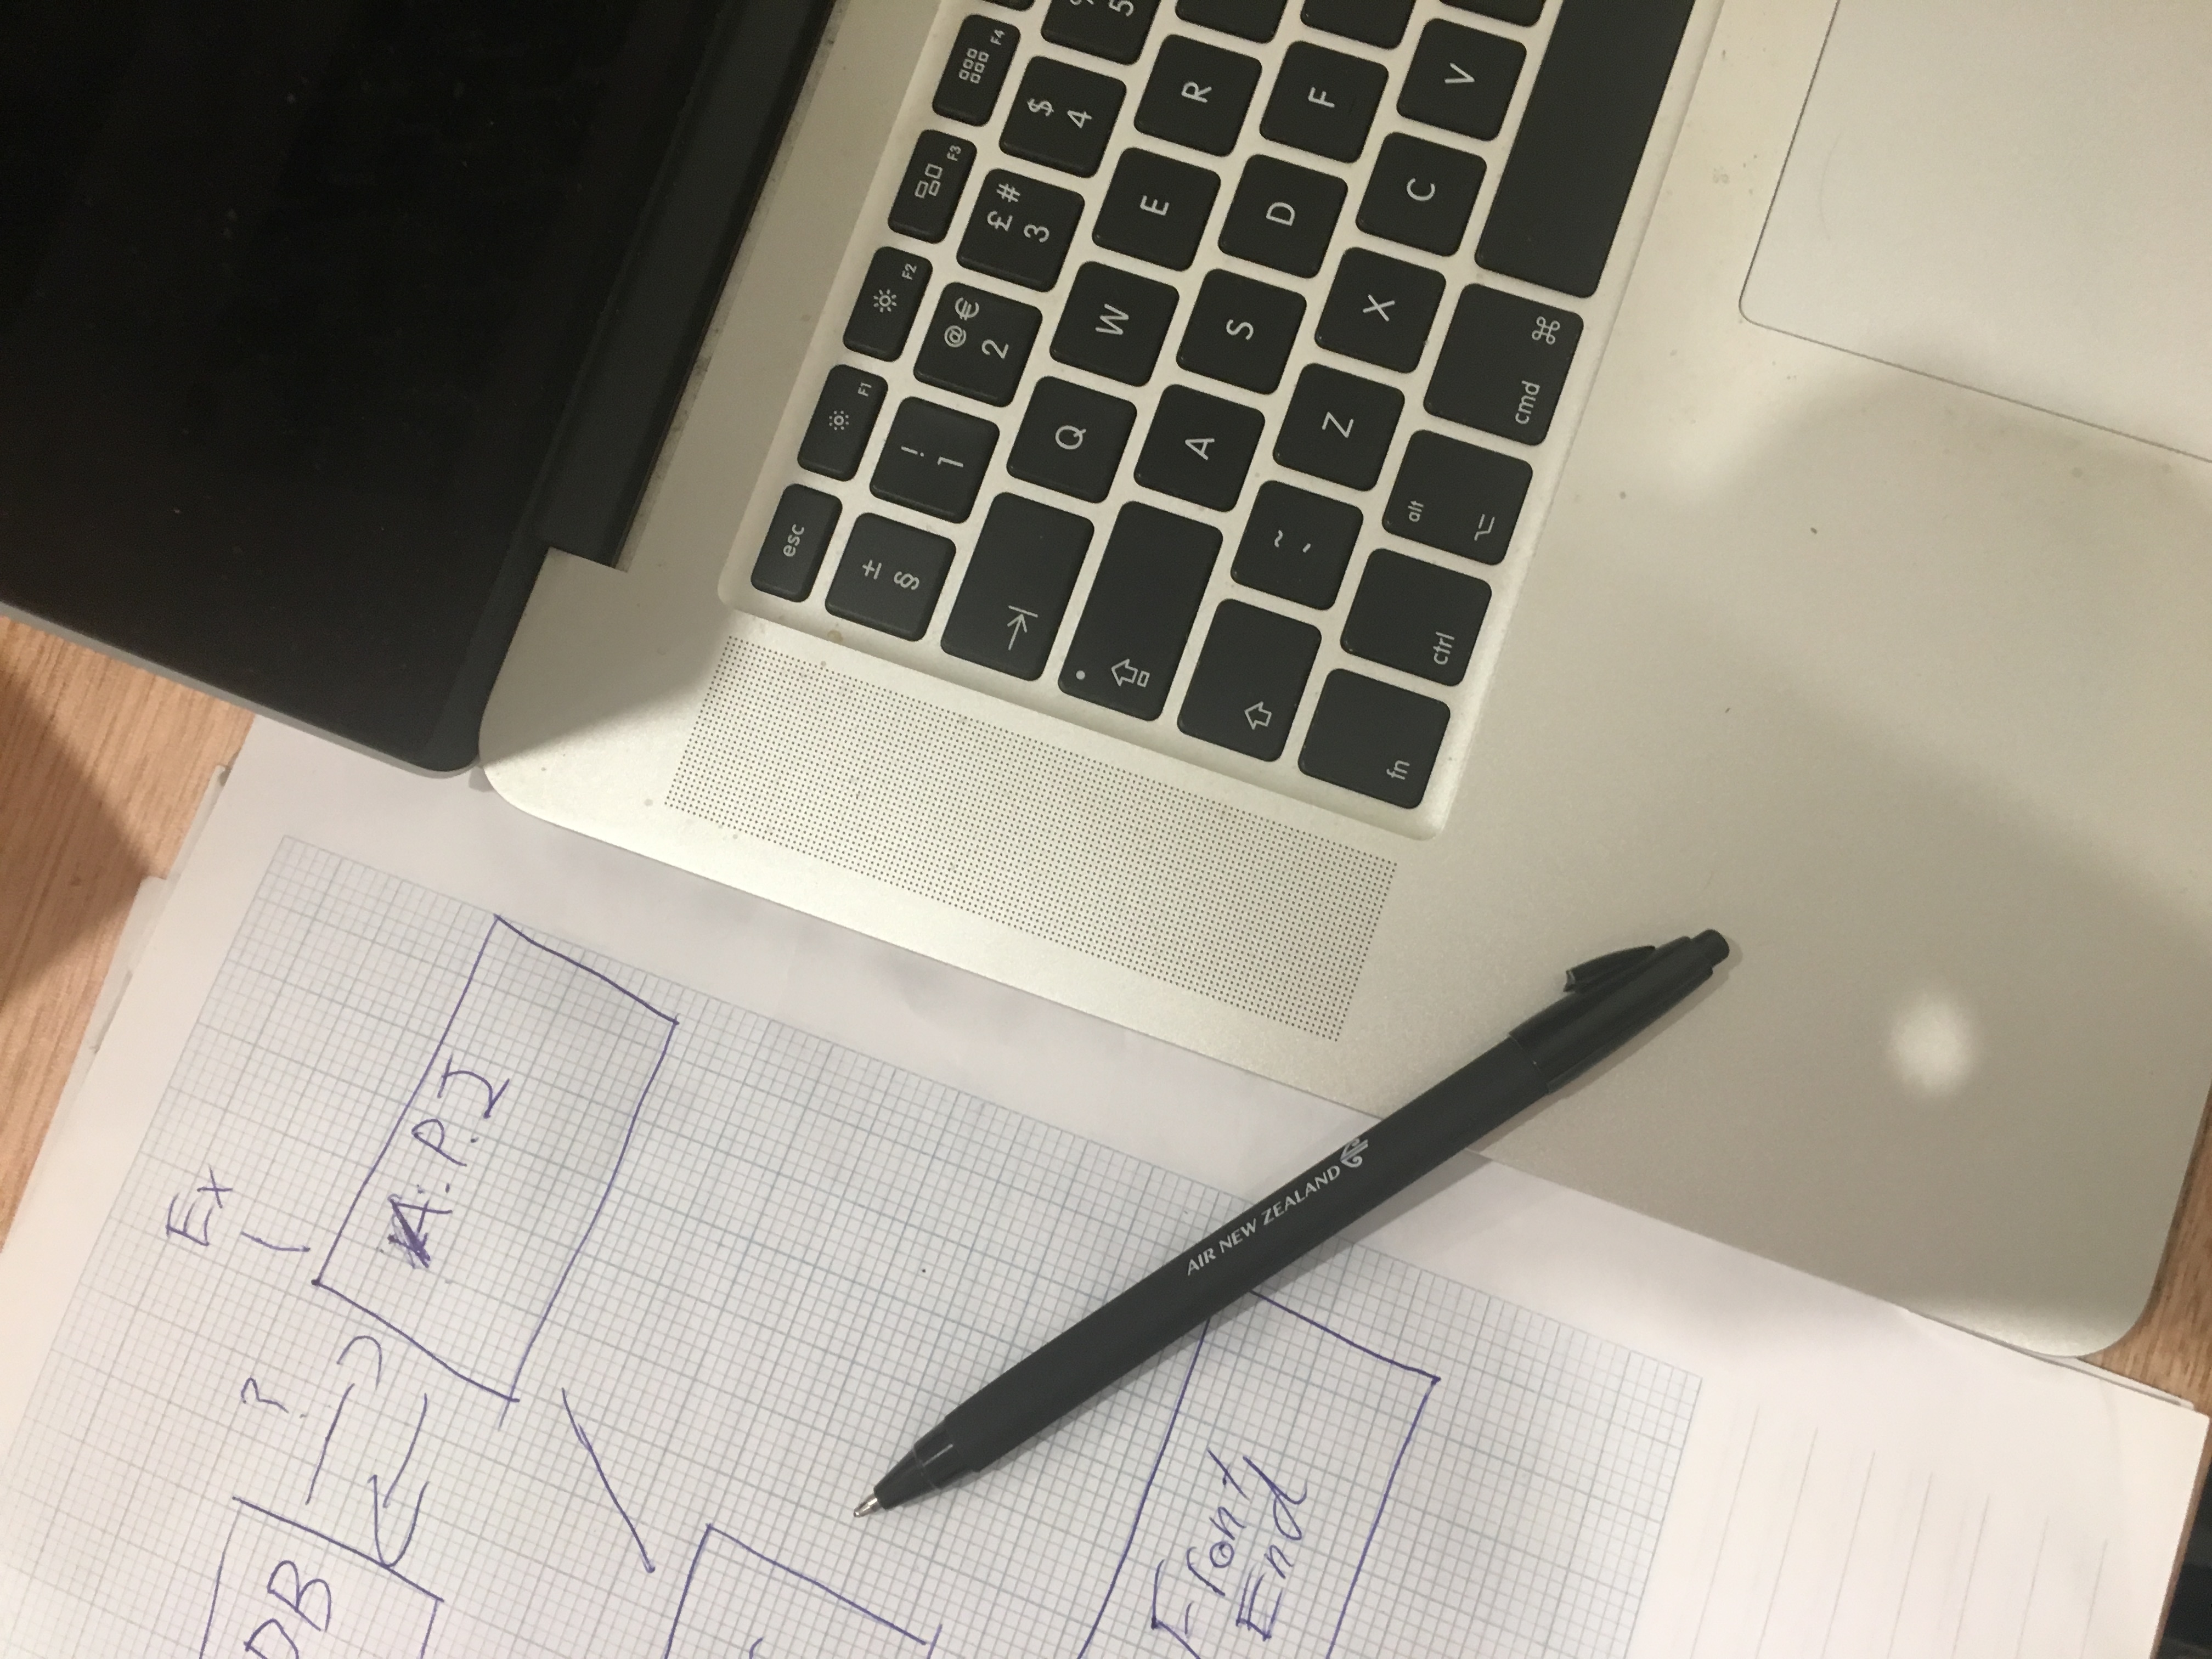 esc
F1
F2
F3
F4
±
§
!
1
@ €
2
£ #
3
$
4
%
5
Q
W
E
R
A
S
D
F
~
`
Z
X
C
V
fn
ctrl
alt
cmd ⌘
AIR NEW ZEALAND
Ex
A.P.I
?
DB
Front
End